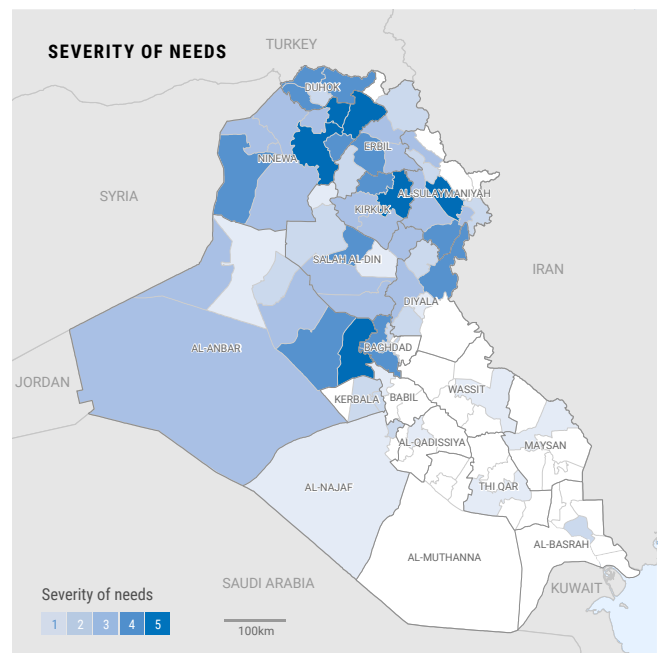 SEVERITY OF NEEDS
TURKEY
DUHOK
ERBIL
NINEWA
SYRIA
AL-SULAYMANIYAH
KIRKUK
SALAH AL-DIN
IRAN
DIYALA
AL-ANBAR
BAGHDAD
JORDAN
KERBALA
BABIL
WASSIT
AL-QADISSIYA
MAYSAN
AL-NAJAF
THI QAR
AL-BASRAH
AL-MUTHANNA
SAUDI ARABIA
KUWAIT
Severity of needs
1 2 3 4 5
100km